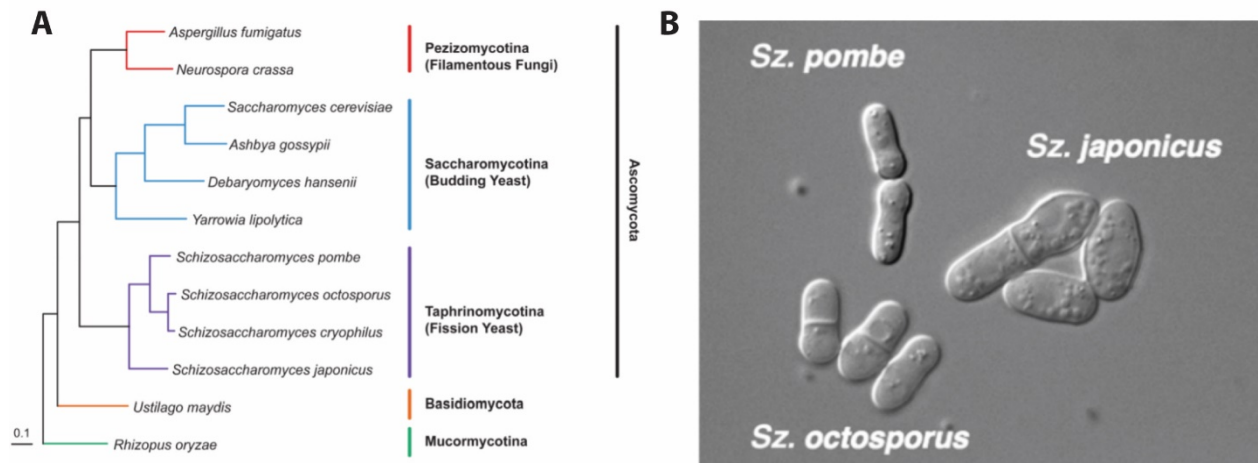 A
Aspergillus fumigatus
Neurospora crassa
Saccharomyces cerevisiae
Ashbya gossypii
Debaryomyces hansenii
Yarrowia lipolytica
Schizosaccharomyces pombe
Schizosaccharomyces octosporus
Schizosaccharomyces cryophilus
Schizosaccharomyces japonicus
Ustilago maydis
Rhizopus oryzae
0.1
Pezizomycotina
(Filamentous Fungi)
Saccharomycotina
(Budding Yeast)
Taphrinomycotina
(Fission Yeast)
Basidiomycota
Mucormycotina
Ascomycota
B
Sz. pombe
Sz. japonicus
Sz. octosporus